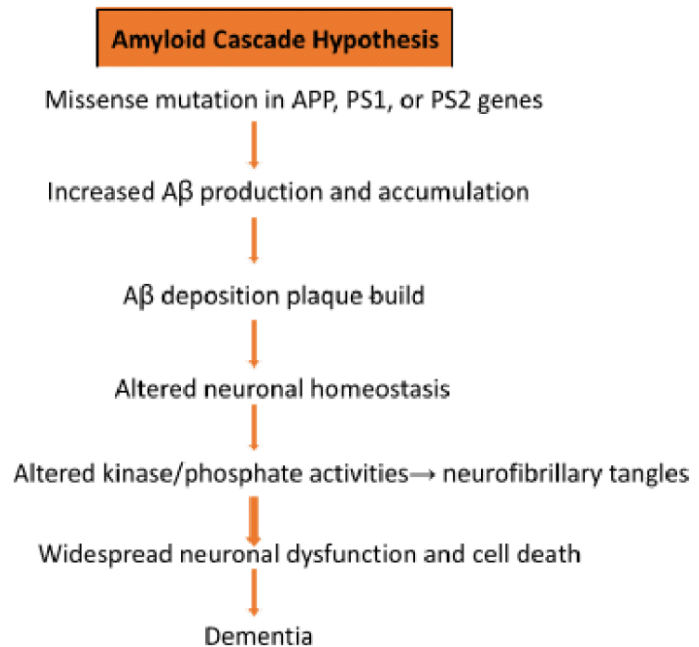 Amyloid Cascade Hypothesis
Missense mutation in APP, PS1, or PS2 genes
Increased Aβ production and accumulation
Aβ deposition plaque build
Altered neuronal homeostasis
Altered kinase/phosphate activities→ neurofibrillary tangles
Widespread neuronal dysfunction and cell death
Dementia